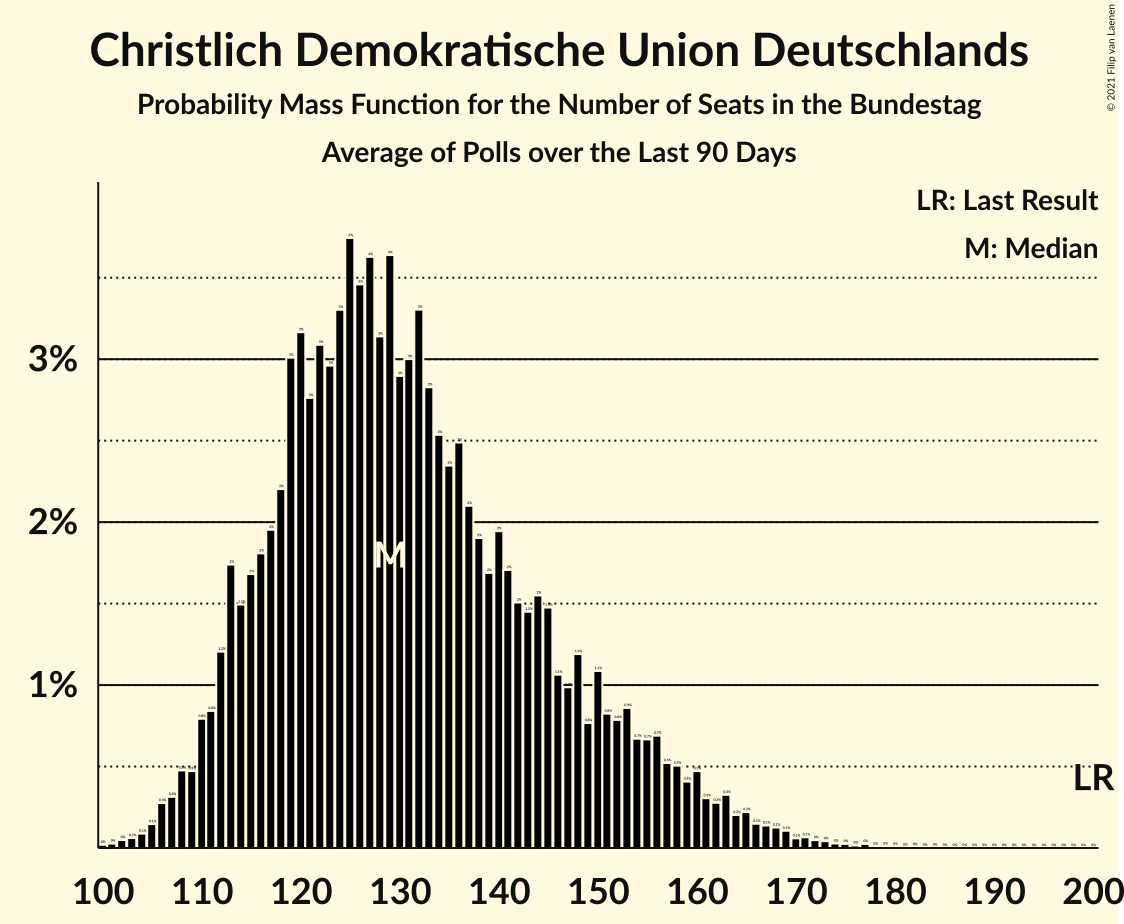 Christlich Demokratische Union Deutschlands
Probability Mass Function for the Number of Seats in the Bundestag
Average of Polls over the Last 90 Days
© 2021 Filip van Laenen
LR: Last Result
M: Median
3%
2%
1%
M
LR
100 110 120 130 140 150 160 170 180 190 200